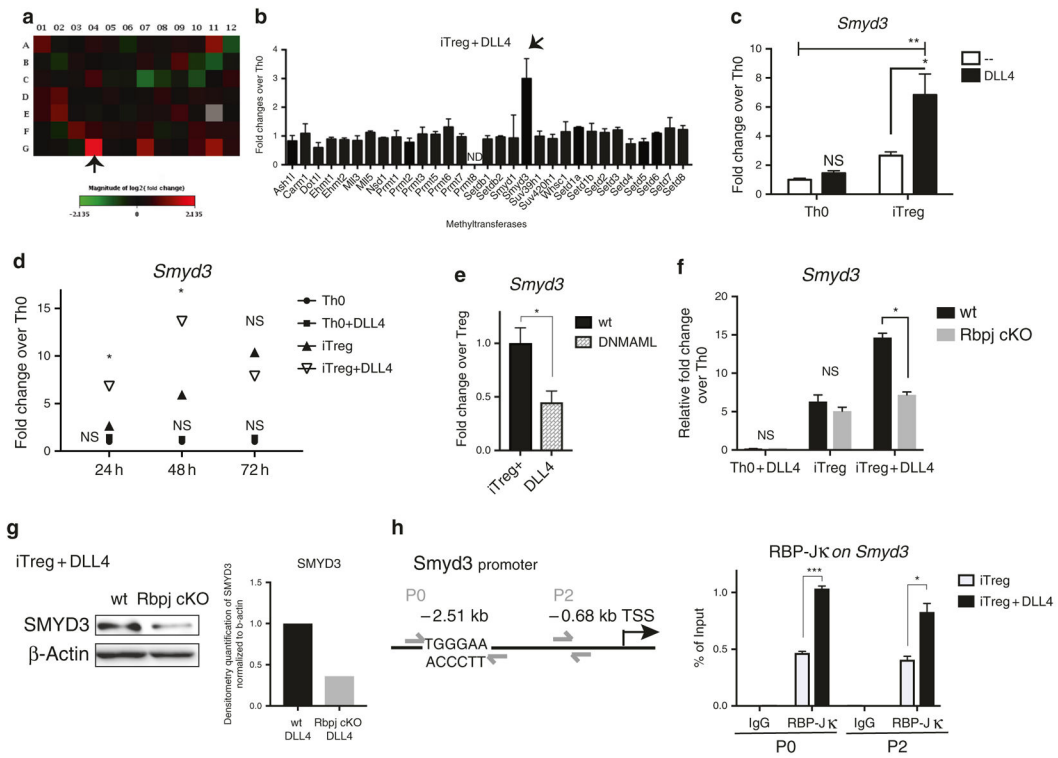 a
01 02 03 04 05 06 07 08 09 10 11 12
A
B
C
D
E
F
G
Magnitude of log2( fold change)
−2.135 2.135
b
iTreg+DLL4
Fold changes over Th0
4
3
2
1
0
ND
Ash1l Carm1 Dot1l Ehmt1 Ehmt2 Mll3 Mll5 Nsd1 Prmt1 Prmt2 Prmt3 Prmt5 Prmt6 Prmt7 Prmt8 Setdb1 Setdb2 Smyd1 Smyd3 Suv39h1 Suv420h1 Whsc1 Setd1a Setd1b Setd2 Setd3 Setd4 Setd5 Setd6 Setd7 Setd8
Methyltransferases
c
Smyd3
Fold change over Th0
10
8
6
4
2
0
**
*
NS
--
DLL4
Th0 iTreg
d
Smyd3
Fold change over Th0
15
10
5
0
* * NS
NS NS NS
24 h 48 h 72 h
Th0
Th0+DLL4
iTreg
iTreg+DLL4
e
Smyd3
Fold change over Treg
1.0
0.5
0.0
*
wt
DNMAML
iTreg+ DLL4
f
Smyd3
Relative fold change
over Th0
20
15
10
5
0
NS NS *
wt
Rbpj cKO
Th0+DLL4 iTreg iTreg+DLL4
g
iTreg+DLL4
wt Rbpj cKO
SMYD3
β-Actin
SMYD3
Densitometry quantification of SMYD3
normalized to b-actin
1.5
1.0
0.5
0.0
wt Rbpj cKO
DLL4 DLL4
h
Smyd3 promoter
P0 P2
−2.51 kb −0.68 kb TSS
TGGGAA
ACCCTT
RBP-Jκ on Smyd3
% of Input
1.5
1.0
0.5
0.0
*** *
iTreg
iTreg+DLL4
IgG RBP-Jκ IgG RBP-Jκ
P0 P2